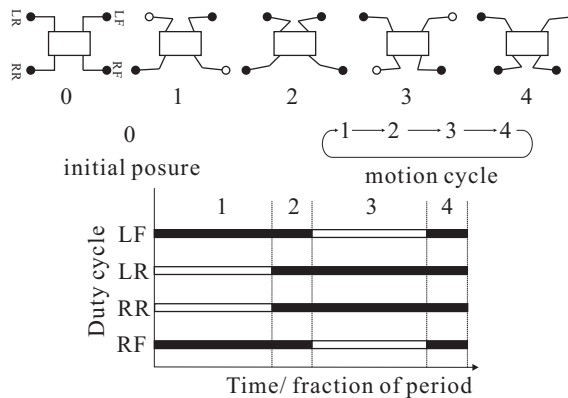 LR LF
RR RF
0 1 2 3 4
0
initial posure
1 2 3 4
motion cycle
1 2 3 4
Duty cycle
LF
LR
RR
RF
Time/ fraction of period